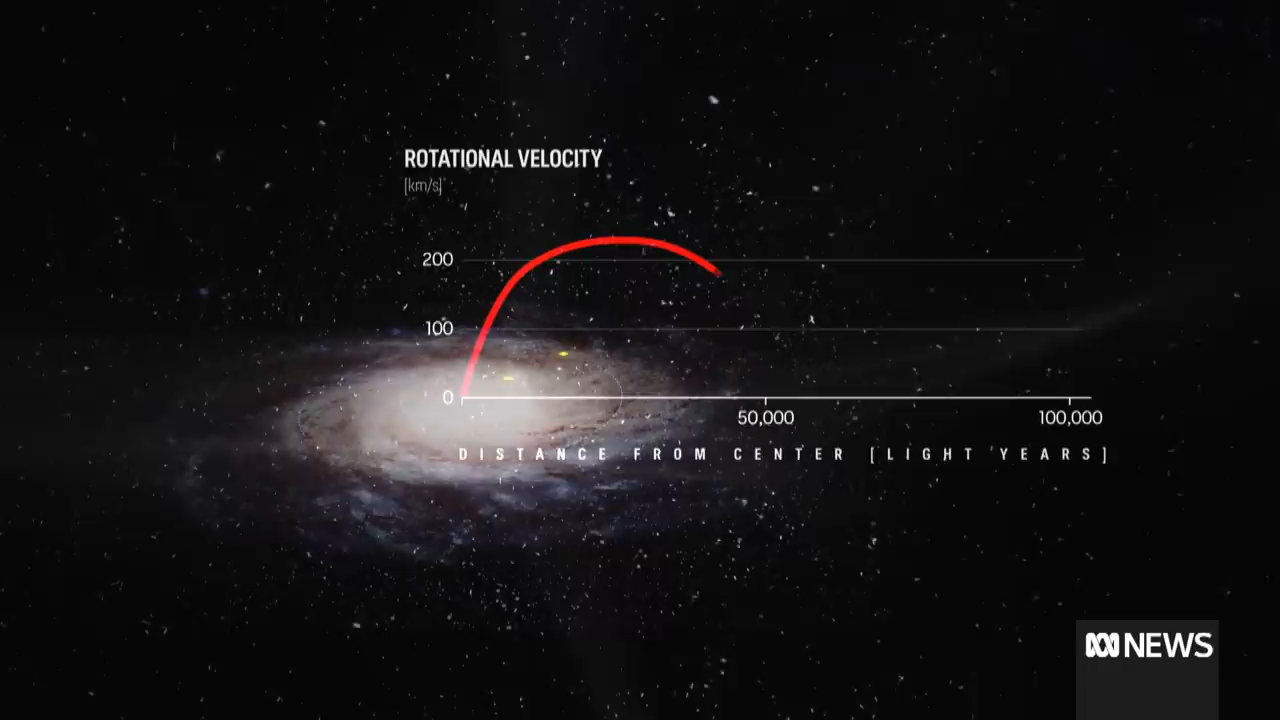 ROTATIONAL VELOCITY
[km/s]
200
100
0
50,000
100,000
DISTANCE FROM CENTER [LIGHT YEARS]
NEWS